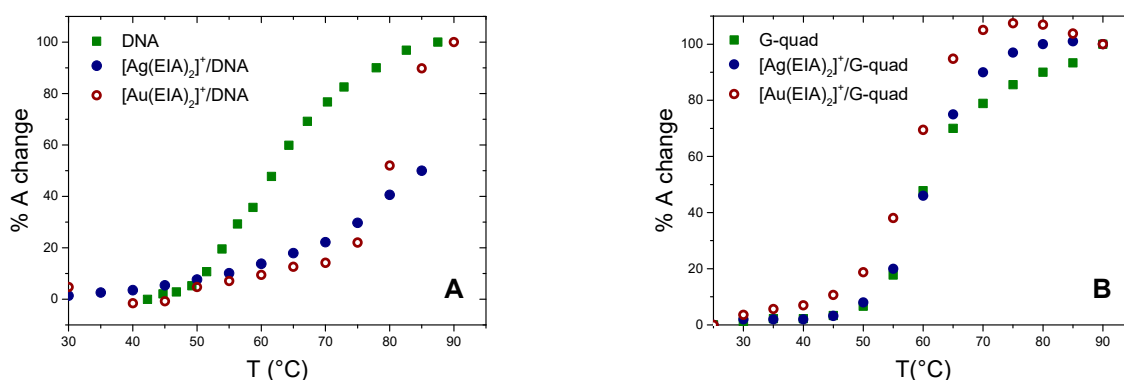 % A change
100
80
60
40
20
0
DNA
[Ag(EIA)₂]⁺/DNA
[Au(EIA)₂]⁺/DNA
A
30 40 50 60 70 80 90
T (°C)
% A change
100
80
60
40
20
0
G-quad
[Ag(EIA)₂]⁺/G-quad
[Au(EIA)₂]⁺/G-quad
B
30 40 50 60 70 80 90
T(°C)